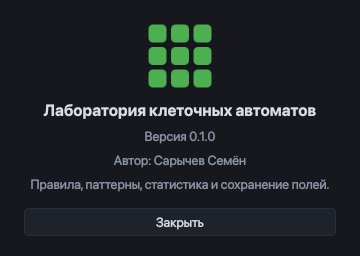 Лаборатория клеточных автоматов
Версия 0.1.0
Автор: Сарычев Семён
Правила, паттерны, статистика и сохранение полей.
Закрыть